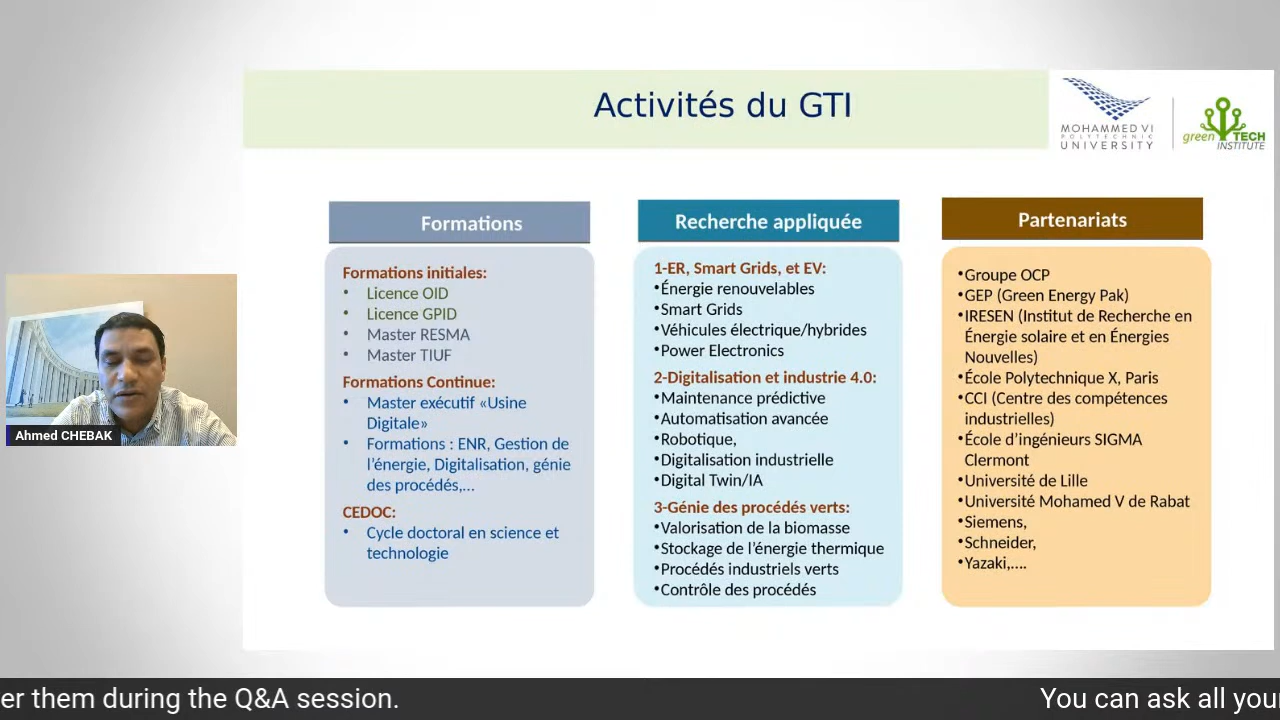 Activités du GTI
MOHAMMED VI
POLYTECHNIC
UNIVERSITY
green TECH
INSTITUTE
Formations
Formations initiales:
• Licence OID
• Licence GPID
• Master RESMA
• Master TIUF
Formations Continue:
• Master exécutif «Usine
Digitale»
• Formations : ENR, Gestion de
l’énergie, Digitalisation, génie
des procédés,...
CEDOC:
• Cycle doctoral en science et
technologie
Recherche appliquée
1-ER, Smart Grids, et EV:
•Énergie renouvelables
•Smart Grids
•Véhicules électrique/hybrides
•Power Electronics
2-Digitalisation et industrie 4.0:
•Maintenance prédictive
•Automatisation avancée
•Robotique,
•Digitalisation industrielle
•Digital Twin/IA
3-Génie des procédés verts:
•Valorisation de la biomasse
•Stockage de l’énergie thermique
•Procédés industriels verts
•Contrôle des procédés
Partenariats
•Groupe OCP
•GEP (Green Energy Pak)
•IRESEN (Institut de Recherche en
Énergie solaire et en Énergies
Nouvelles)
•École Polytechnique X, Paris
•CCI (Centre des compétences
industrielles)
•École d’ingénieurs SIGMA
Clermont
•Université de Lille
•Université Mohamed V de Rabat
•Siemens,
•Schneider,
•Yazaki,....
Ahmed CHEBAK
er them during the Q&A session.
You can ask all your